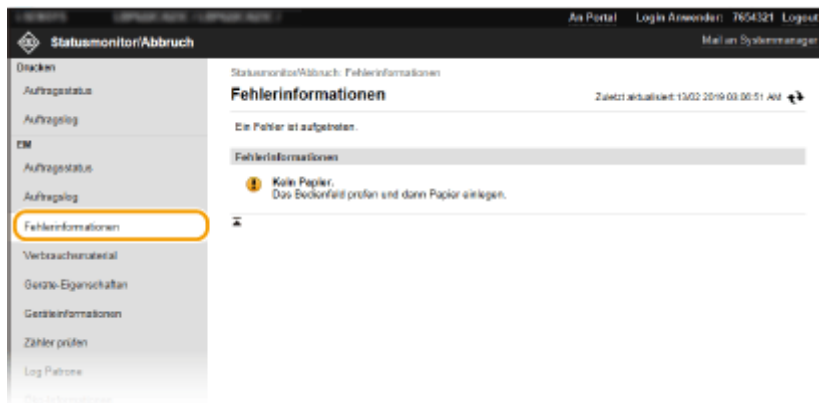 An Portal Login Anwender: 7654321 Logout
Statusmonitor/Abbruch
Mail an Systemmanager
Drucken
Auftragsstatus
Auftragslog
Auftragsstatus
Auftragslog
Fehlerinformationen
Verbrauchsmaterial
Geräte-Eigenschaften
Geräteinformationen
Zähler prüfen
Log Patrone
Statusmonitor/Abbruch: Fehlerinformationen
Fehlerinformationen
Zuletzt aktualisiert: 13/02 2019 03:06:51 AM
Ein Fehler ist aufgetreten.
Fehlerinformationen
Kein Papier.
Das Bedienfeld prüfen und dann Papier einlegen.